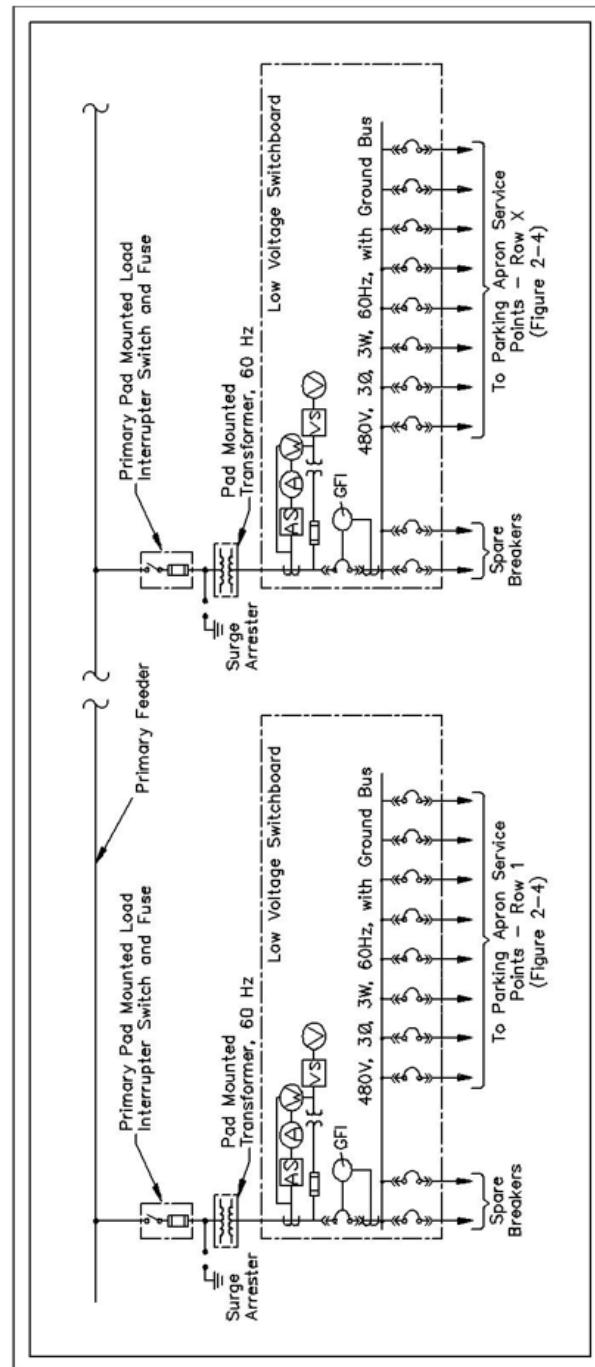 Primary Feeder
Primary Pad Mounted Load
Interrupter Switch and Fuse
Surge
Arrester
Pad Mounted
Transformer, 60 Hz
Low Voltage Switchboard
AS
A
W
VS
V
GFI
480V, 3Ø, 3W, 60Hz, with Ground Bus
Spare
Breakers
To Parking Apron Service
Points - Row 1
(Figure 2-4)
Primary Pad Mounted Load
Interrupter Switch and Fuse
Surge
Arrester
Pad Mounted
Transformer, 60 Hz
Low Voltage Switchboard
AS
A
W
VS
V
GFI
480V, 3Ø, 3W, 60Hz, with Ground Bus
Spare
Breakers
To Parking Apron Service
Points - Row X
(Figure 2-4)